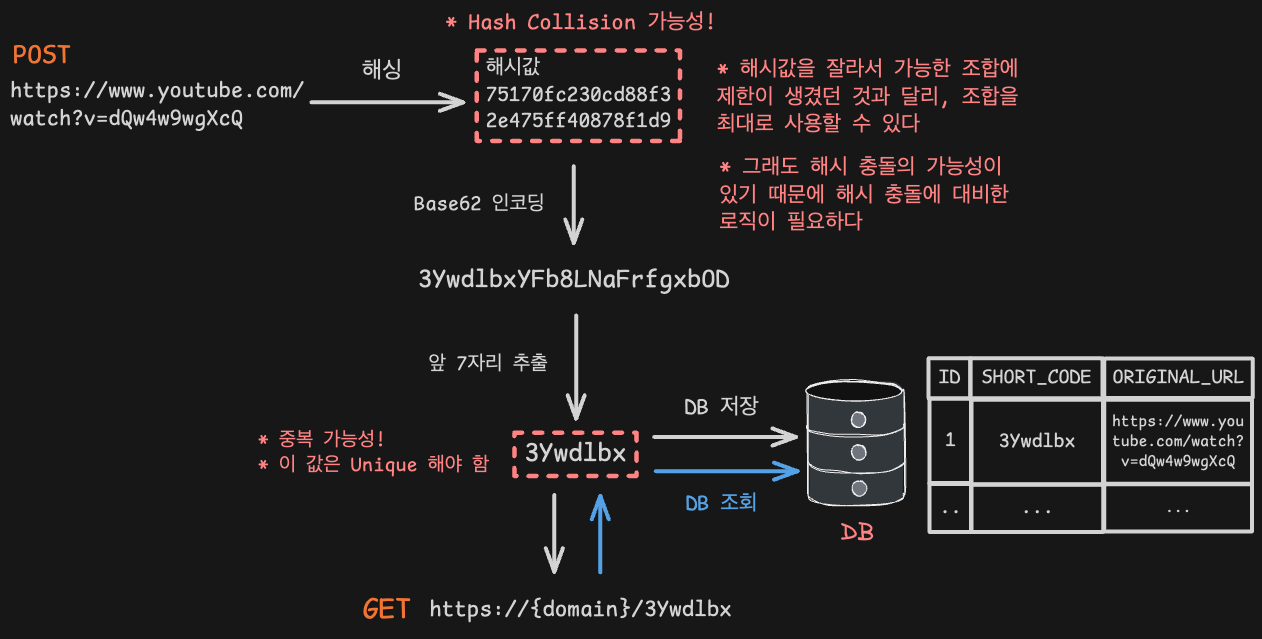 * Hash Collision 가능성!
POST
https://www.youtube.com/
watch?v=dQw4w9wgXcQ
해싱
해시값
75170fc230cd88f3
2e475ff40878f1d9
* 해시값을 잘라서 가능한 조합에
제한이 생겼던 것과 달리, 조합을
최대로 사용할 수 있다
* 그래도 해시 충돌의 가능성이
있기 때문에 해시 충돌에 대비한
로직이 필요하다
Base62 인코딩
3YwdlbxYFb8LNaFrfgxbOD
앞 7자리 추출
* 중복 가능성!
* 이 값은 Unique 해야 함
3Ywdlbx
DB 저장
DB 조회
DB
ID SHORT_CODE ORIGINAL_URL
1 3Ywdlbx https://www.you
tube.com/watch?
v=dQw4w9wgXcQ
.. ... ...
GET https://{domain}/3Ywdlbx